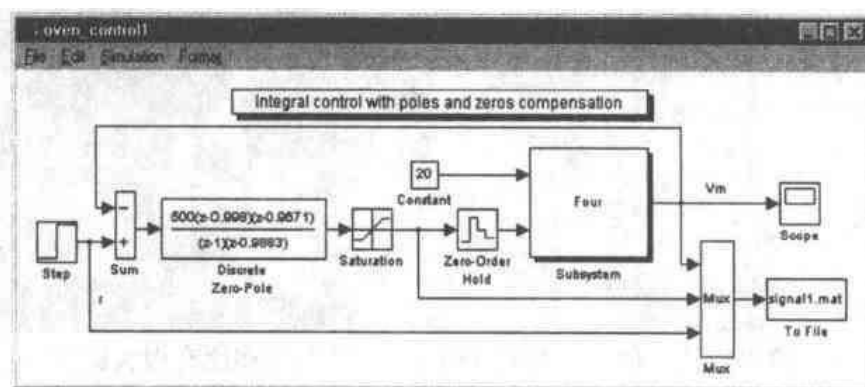 oven_control1
File Edit Simulation Format
Integral control with poles and zeros compensation
20
Constant
Four
Subsystem
Vm
Scope
−
+
Sum
Step
r
500(z-0.998)(z-0.9671)
(z-1)(z-0.9883)
Discrete
Zero-Pole
Saturation
Zero-Order
Hold
Mux
Mux
signal1.mat
To File